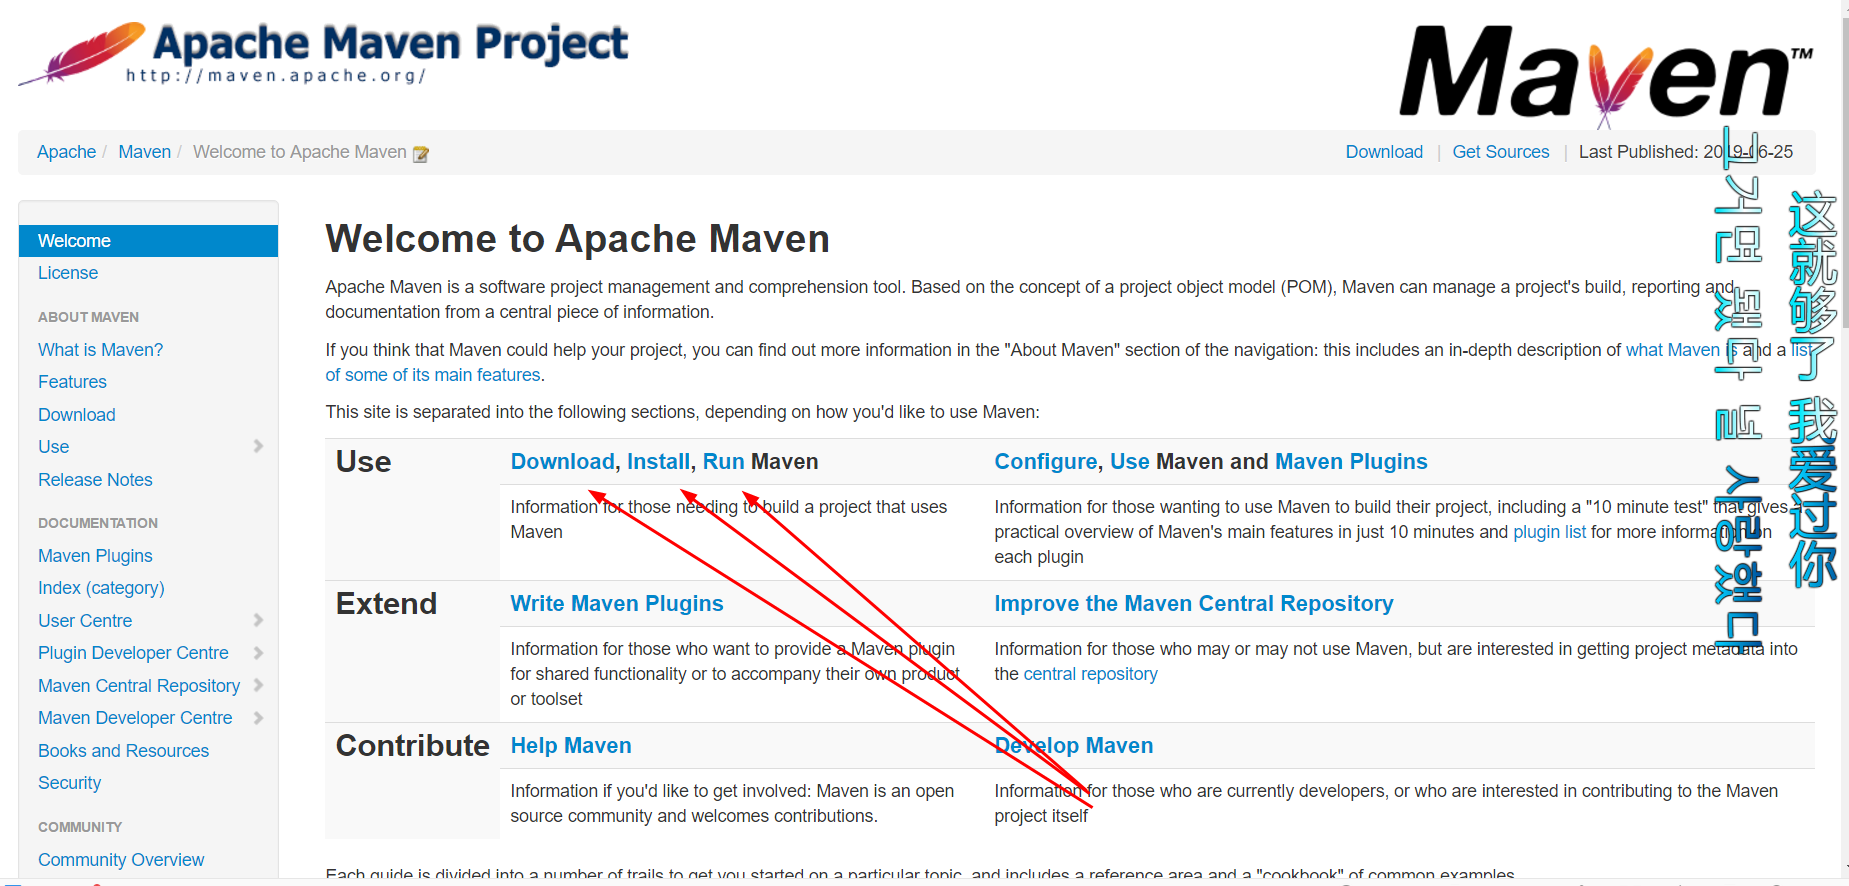 Apache Maven Project
http://maven.apache.org/
Maven™
Apache / Maven / Welcome to Apache Maven
Download | Get Sources | Last Published: 2019-06-25
Welcome
License
ABOUT MAVEN
What is Maven?
Features
Download
Use
Release Notes
DOCUMENTATION
Maven Plugins
Index (category)
User Centre
Plugin Developer Centre
Maven Central Repository
Maven Developer Centre
Books and Resources
Security
COMMUNITY
Community Overview
Welcome to Apache Maven
Apache Maven is a software project management and comprehension tool. Based on the concept of a project object model (POM), Maven can manage a project's build, reporting and
documentation from a central piece of information.
If you think that Maven could help your project, you can find out more information in the "About Maven" section of the navigation: this includes an in-depth description of what Maven is and a list
of some of its main features.
This site is separated into the following sections, depending on how you'd like to use Maven:
Use
Download, Install, Run Maven
Information for those needing to build a project that uses
Maven
Configure, Use Maven and Maven Plugins
Information for those wanting to use Maven to build their project, including a "10 minute test" that gives a
practical overview of Maven's main features in just 10 minutes and plugin list for more information on
each plugin
Extend
Write Maven Plugins
Information for those who want to provide a Maven plugin
for shared functionality or to accompany their own product
or toolset
Improve the Maven Central Repository
Information for those who may or may not use Maven, but are interested in getting project metadata into
the central repository
Contribute
Help Maven
Information if you'd like to get involved: Maven is an open
source community and welcomes contributions.
Develop Maven
Information for those who are currently developers, or who are interested in contributing to the Maven
project itself
Each guide is divided into a number of trails to get you started on a particular topic, and includes a reference area and a "cookbook" of common examples.
这就够了 我爱过你
그거면 됐다 널 사랑했다